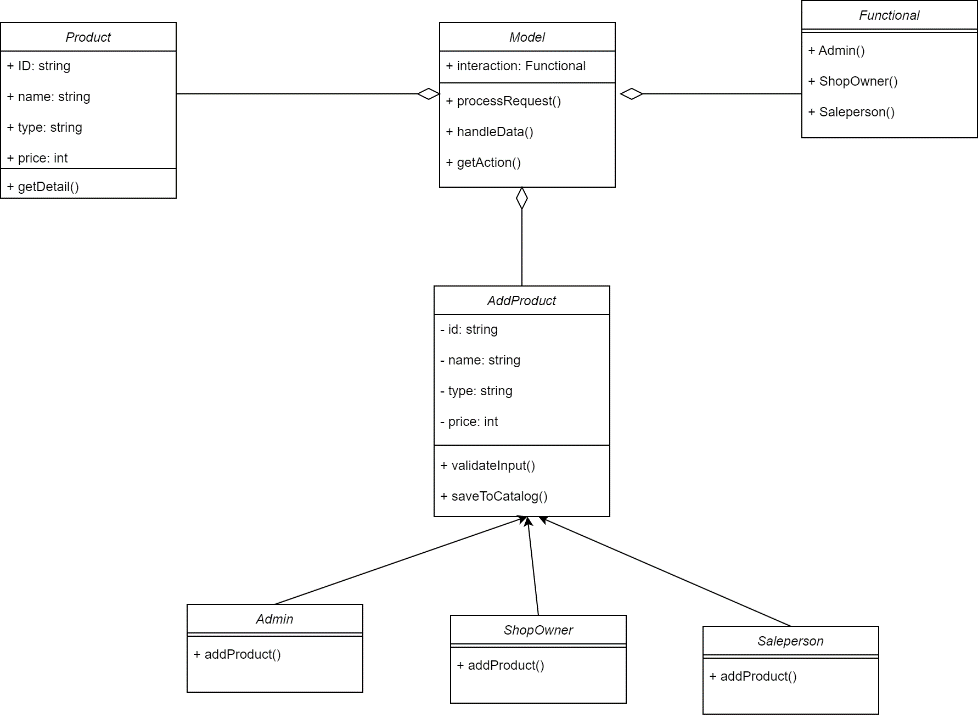 Product
+ ID: string
+ name: string
+ type: string
+ price: int
+ getDetail()
Model
+ interaction: Functional
+ processRequest()
+ handleData()
+ getAction()
Functional
+ Admin()
+ ShopOwner()
+ Saleperson()
AddProduct
- id: string
- name: string
- type: string
- price: int
+ validateInput()
+ saveToCatalog()
Admin
+ addProduct()
ShopOwner
+ addProduct()
Saleperson
+ addProduct()